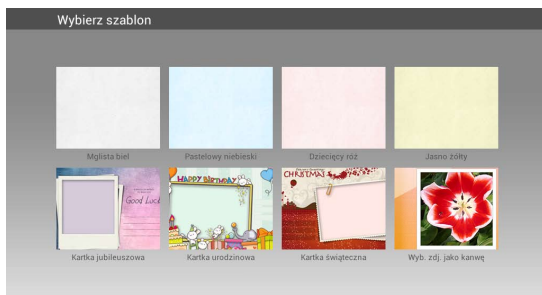 Wybierz szablon
Mglista biel
Pastelowy niebieski
Dziecięcy róż
Jasno żółty
Good Luck
HAPPY BIRTHDAY
CHRISTMAS
Kartka jubileuszowa
Kartka urodzinowa
Kartka świąteczna
Wyb. zdj. jako kanwę